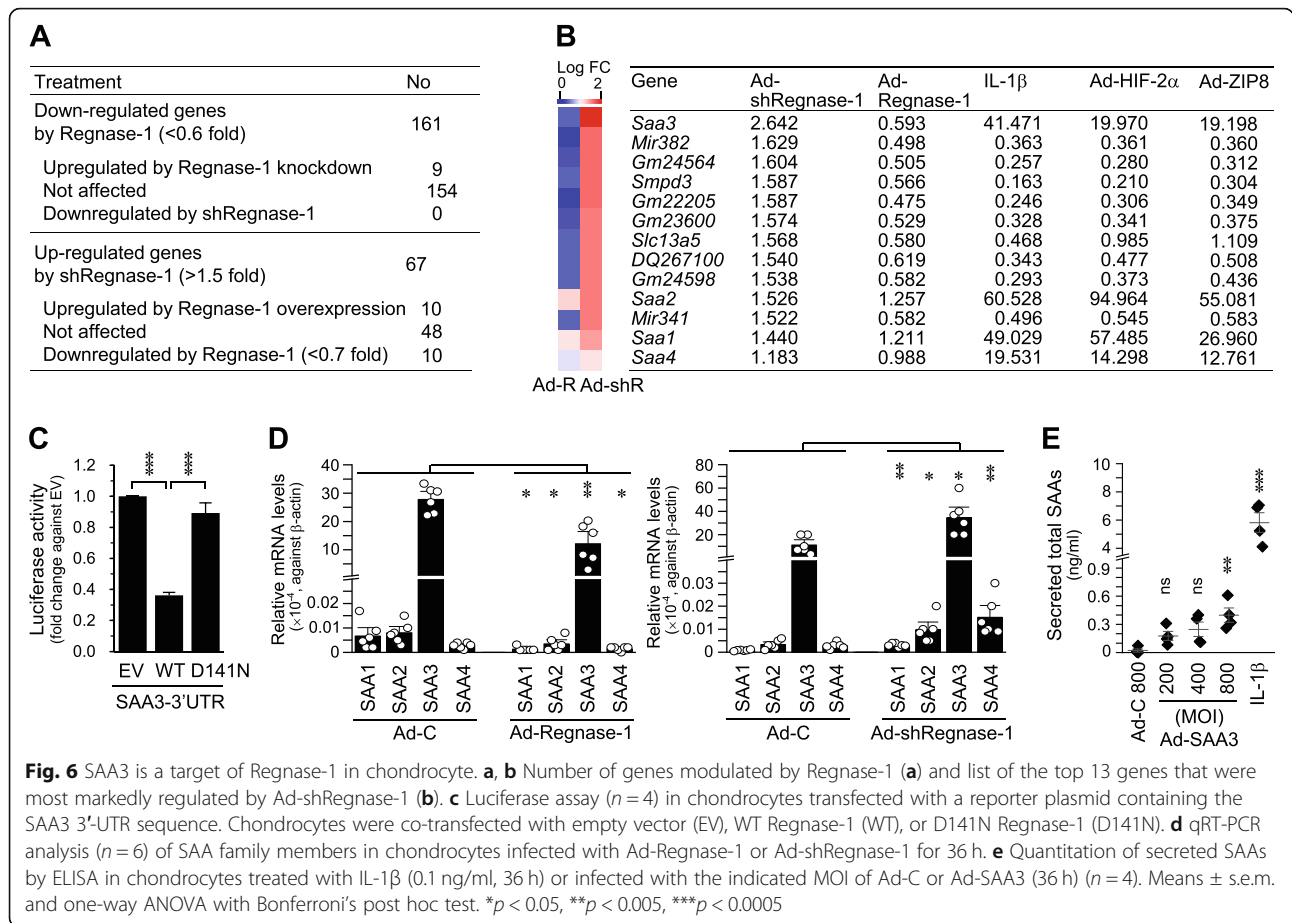 A
Treatment No
Down-regulated genes
by Regnase-1 (<0.6 fold) 161
Upregulated by Regnase-1 knockdown 9
Not affected 154
Downregulated by shRegnase-1 0
Up-regulated genes
by shRegnase-1 (>1.5 fold) 67
Upregulated by Regnase-1 overexpression 10
Not affected 48
Downregulated by Regnase-1 (<0.7 fold) 10
B
Log FC
0 2
Ad-R Ad-shR
Gene Ad-shRegnase-1 Ad-Regnase-1 IL-1β Ad-HIF-2α Ad-ZIP8
Saa3 2.642 0.593 41.471 19.970 19.198
Mir382 1.629 0.498 0.363 0.361 0.360
Gm24564 1.604 0.505 0.257 0.280 0.312
Smpd3 1.587 0.566 0.163 0.210 0.304
Gm22205 1.587 0.475 0.246 0.306 0.349
Gm23600 1.574 0.529 0.328 0.341 0.375
Slc13a5 1.568 0.580 0.468 0.985 1.109
DQ267100 1.540 0.619 0.343 0.477 0.508
Gm24598 1.538 0.582 0.293 0.373 0.436
Saa2 1.526 1.257 60.528 94.964 55.081
Mir341 1.522 0.582 0.496 0.545 0.583
Saa1 1.440 1.211 49.029 57.485 26.960
Saa4 1.183 0.988 19.531 14.298 12.761
C
Luciferase activity
(fold change against EV)
1.2
1.0
0.8
0.6
0.4
0.2
0.0
*** ***
EV WT D141N
SAA3-3'UTR
D
Relative mRNA levels
(×10-4, against β-actin)
40
30
20
10
0.02
0.01
0
* * ** *
SAA1 SAA2 SAA3 SAA4 SAA1 SAA2 SAA3 SAA4
Ad-C Ad-Regnase-1
Relative mRNA levels
(×10-4, against β-actin)
80
60
40
20
0.03
0.02
0.01
0
** * * **
SAA1 SAA2 SAA3 SAA4 SAA1 SAA2 SAA3 SAA4
Ad-C Ad-shRegnase-1
E
Secreted total SAAs
(ng/ml)
10
8
6
4
0.9
0.6
0.3
0
ns ns ** ***
Ad-C 800 200 400 800 IL-1β
(MOI)
Ad-SAA3
Fig. 6 SAA3 is a target of Regnase-1 in chondrocyte. a, b Number of genes modulated by Regnase-1 (a) and list of the top 13 genes that were
most markedly regulated by Ad-shRegnase-1 (b). c Luciferase assay (n = 4) in chondrocytes transfected with a reporter plasmid containing the
SAA3 3′-UTR sequence. Chondrocytes were co-transfected with empty vector (EV), WT Regnase-1 (WT), or D141N Regnase-1 (D141N). d qRT-PCR
analysis (n = 6) of SAA family members in chondrocytes infected with Ad-Regnase-1 or Ad-shRegnase-1 for 36 h. e Quantitation of secreted SAAs
by ELISA in chondrocytes treated with IL-1β (0.1 ng/ml, 36 h) or infected with the indicated MOI of Ad-C or Ad-SAA3 (36 h) (n = 4). Means ± s.e.m.
and one-way ANOVA with Bonferroni's post hoc test. *p < 0.05, **p < 0.005, ***p < 0.0005